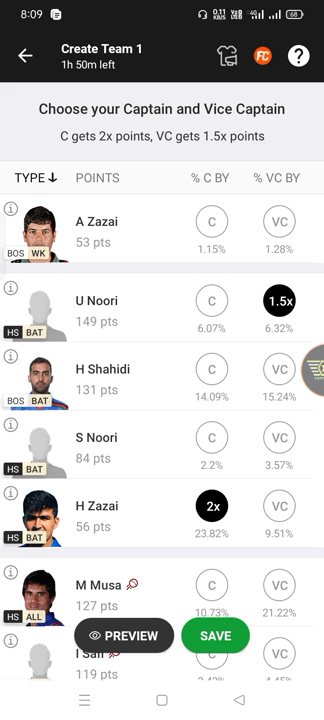 8:09
0.11 KB/S
4G
68
Create Team 1
1h 50m left
FC
?
Choose your Captain and Vice Captain
C gets 2x points, VC gets 1.5x points
TYPE POINTS % C BY % VC BY
A Zazai
53 pts
C
VC
1.15%
1.28%
BOS WK
U Noori
149 pts
C
1.5x
6.07%
6.32%
HS BAT
H Shahidi
131 pts
C
VC
14.09%
15.24%
BOS BAT
S Noori
84 pts
C
VC
2.2%
3.57%
HS BAT
H Zazai
56 pts
2x
VC
23.82%
9.51%
HS BAT
M Musa
127 pts
C
VC
10.73%
21.22%
HS ALL
PREVIEW
SAVE
119 pts
C
VC